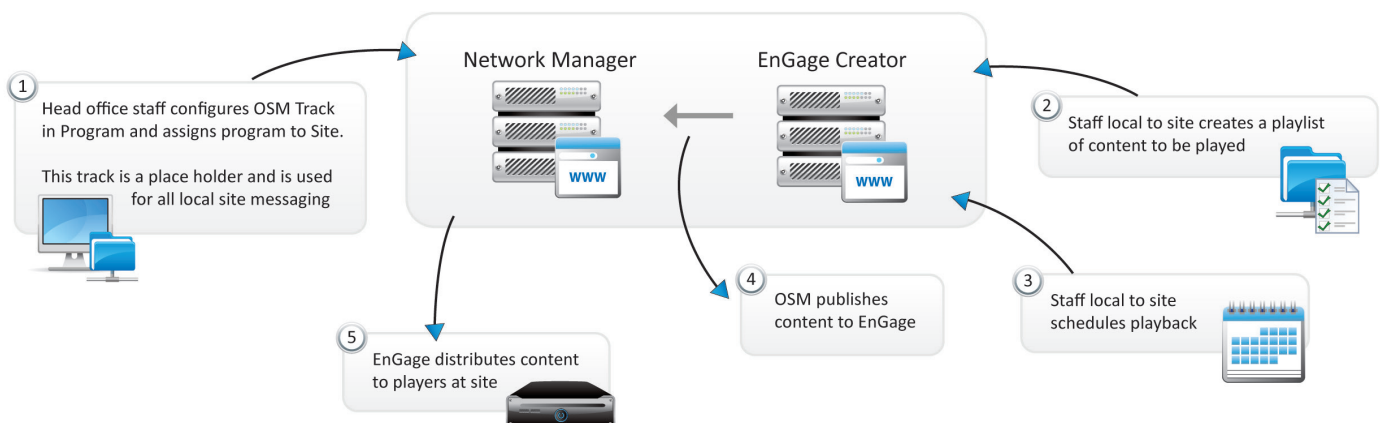 Network Manager
EnGage Creator
www
www
1
Head office staff configures OSM Track
in Program and assigns program to Site.
This track is a place holder and is used
for all local site messaging
2
Staff local to site creates a playlist
of content to be played
3
Staff local to site
schedules playback
4
OSM publishes
content to EnGage
5
EnGage distributes content
to players at site